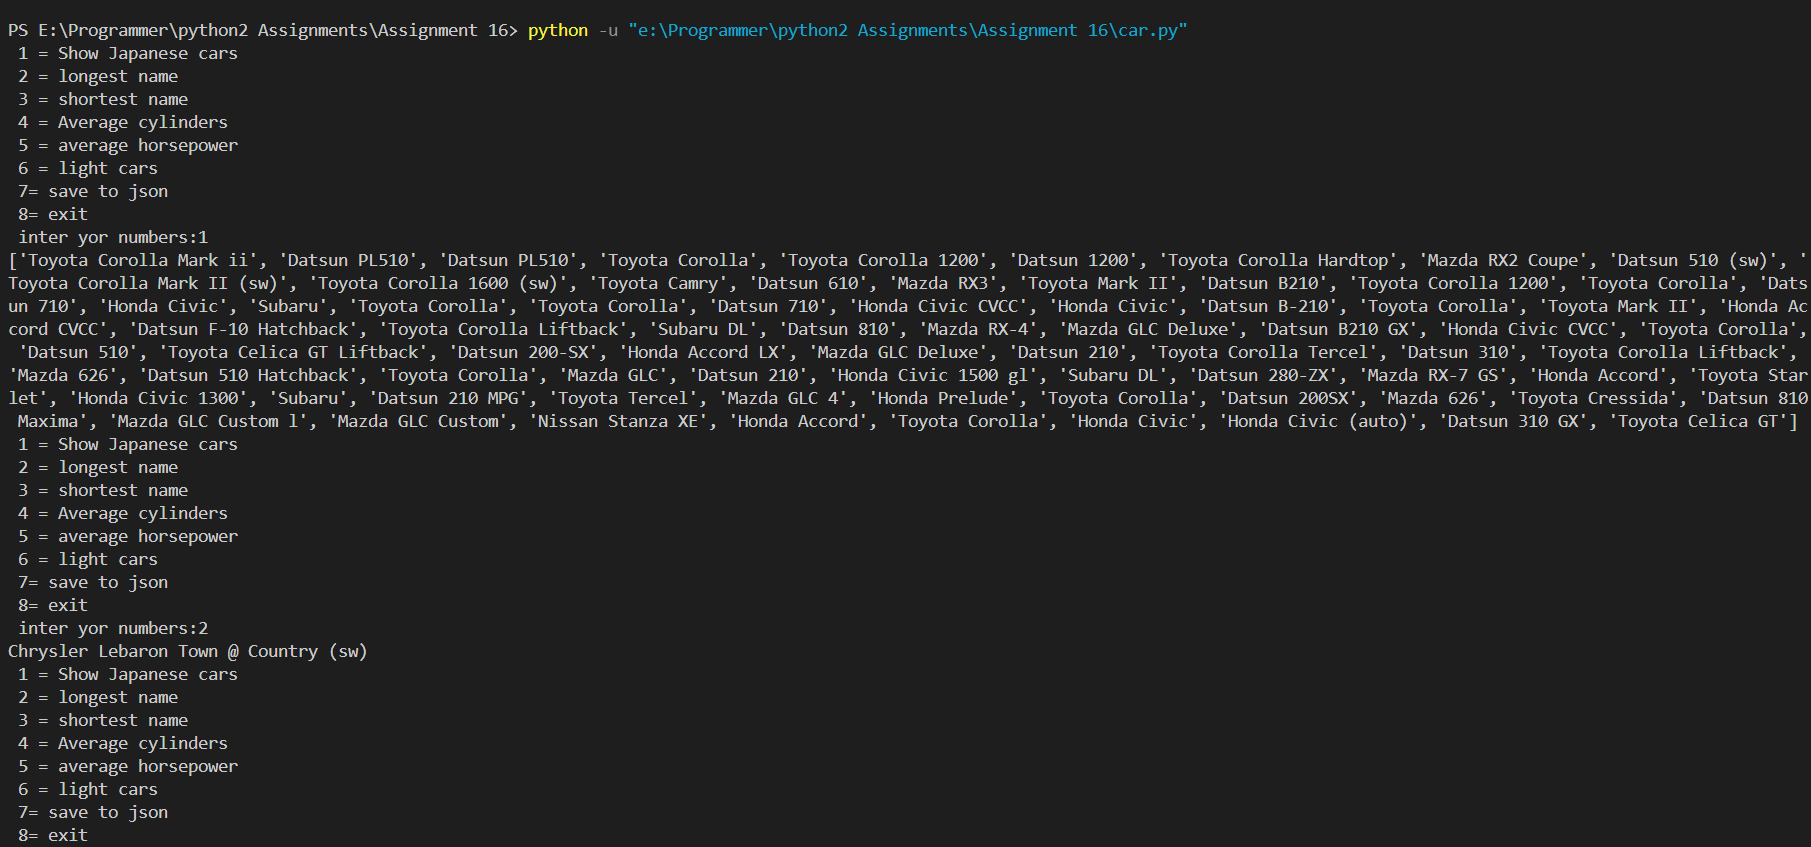 PS E:\Programmer\python2 Assignments\Assignment 16> python -u "e:\Programmer\python2 Assignments\Assignment 16\car.py"
 1 = Show Japanese cars
 2 = longest name
 3 = shortest name
 4 = Average cylinders
 5 = average horsepower
 6 = light cars
 7= save to json
 8= exit
 inter yor numbers:1
['Toyota Corolla Mark ii', 'Datsun PL510', 'Datsun PL510', 'Toyota Corolla', 'Toyota Corolla 1200', 'Datsun 1200', 'Toyota Corolla Hardtop', 'Mazda RX2 Coupe', 'Datsun 510 (sw)', '
Toyota Corolla Mark II (sw)', 'Toyota Corolla 1600 (sw)', 'Toyota Camry', 'Datsun 610', 'Mazda RX3', 'Toyota Mark II', 'Datsun B210', 'Toyota Corolla 1200', 'Toyota Corolla', 'Dats
un 710', 'Honda Civic', 'Subaru', 'Toyota Corolla', 'Toyota Corolla', 'Datsun 710', 'Honda Civic CVCC', 'Honda Civic', 'Datsun B-210', 'Toyota Corolla', 'Toyota Mark II', 'Honda Ac
cord CVCC', 'Datsun F-10 Hatchback', 'Toyota Corolla Liftback', 'Subaru DL', 'Datsun 810', 'Mazda RX-4', 'Mazda GLC Deluxe', 'Datsun B210 GX', 'Honda Civic CVCC', 'Toyota Corolla',
 'Datsun 510', 'Toyota Celica GT Liftback', 'Datsun 200-SX', 'Honda Accord LX', 'Mazda GLC Deluxe', 'Datsun 210', 'Toyota Corolla Tercel', 'Datsun 310', 'Toyota Corolla Liftback',
'Mazda 626', 'Datsun 510 Hatchback', 'Toyota Corolla', 'Mazda GLC', 'Datsun 210', 'Honda Civic 1500 gl', 'Subaru DL', 'Datsun 280-ZX', 'Mazda RX-7 GS', 'Honda Accord', 'Toyota Star
let', 'Honda Civic 1300', 'Subaru', 'Datsun 210 MPG', 'Toyota Tercel', 'Mazda GLC 4', 'Honda Prelude', 'Toyota Corolla', 'Datsun 200SX', 'Mazda 626', 'Toyota Cressida', 'Datsun 810
 Maxima', 'Mazda GLC Custom l', 'Mazda GLC Custom', 'Nissan Stanza XE', 'Honda Accord', 'Toyota Corolla', 'Honda Civic', 'Honda Civic (auto)', 'Datsun 310 GX', 'Toyota Celica GT']
 1 = Show Japanese cars
 2 = longest name
 3 = shortest name
 4 = Average cylinders
 5 = average horsepower
 6 = light cars
 7= save to json
 8= exit
 inter yor numbers:2
Chrysler Lebaron Town @ Country (sw)
 1 = Show Japanese cars
 2 = longest name
 3 = shortest name
 4 = Average cylinders
 5 = average horsepower
 6 = light cars
 7= save to json
 8= exit